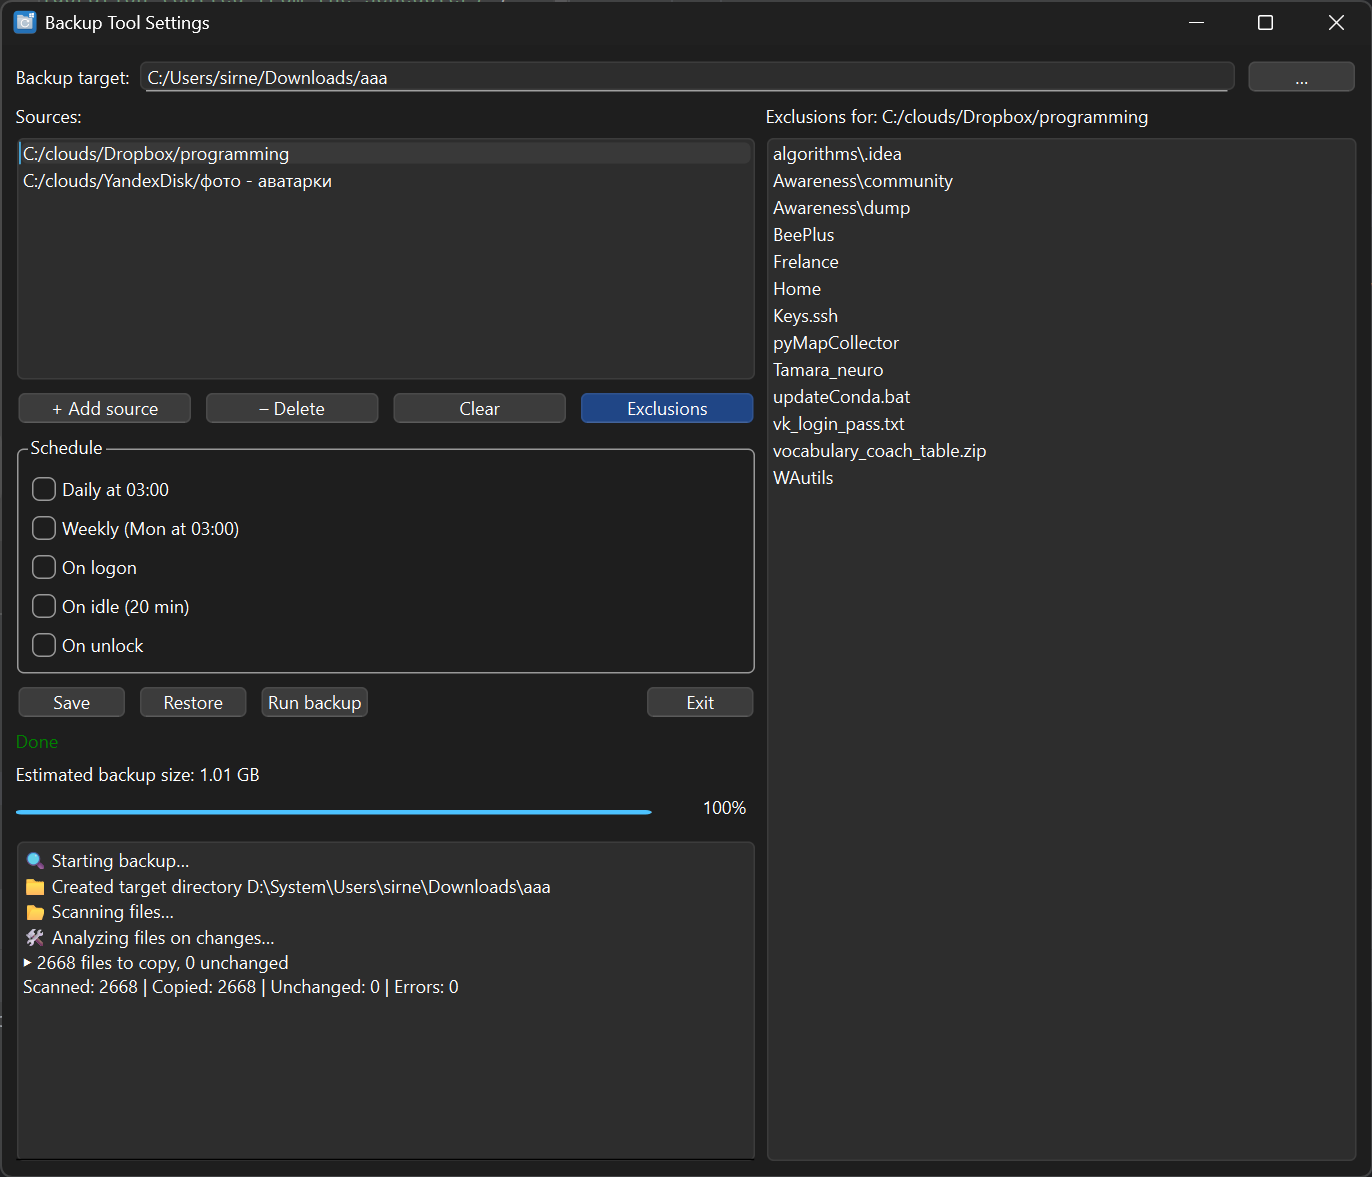 Backup Tool Settings
Backup target: C:/Users/sirne/Downloads/aaa ...
Sources:
C:/clouds/Dropbox/programming
C:/clouds/YandexDisk/фото - аватарки
+ Add source
− Delete
Clear
Exclusions
Schedule
Daily at 03:00
Weekly (Mon at 03:00)
On logon
On idle (20 min)
On unlock
Save
Restore
Run backup
Exit
Done
Estimated backup size: 1.01 GB
100%
Starting backup...
Created target directory D:\System\Users\sirne\Downloads\aaa
Scanning files...
Analyzing files on changes...
2668 files to copy, 0 unchanged
Scanned: 2668 | Copied: 2668 | Unchanged: 0 | Errors: 0
Exclusions for: C:/clouds/Dropbox/programming
algorithms\.idea
Awareness\community
Awareness\dump
BeePlus
Frelance
Home
Keys.ssh
pyMapCollector
Tamara_neuro
updateConda.bat
vk_login_pass.txt
vocabulary_coach_table.zip
WAutils